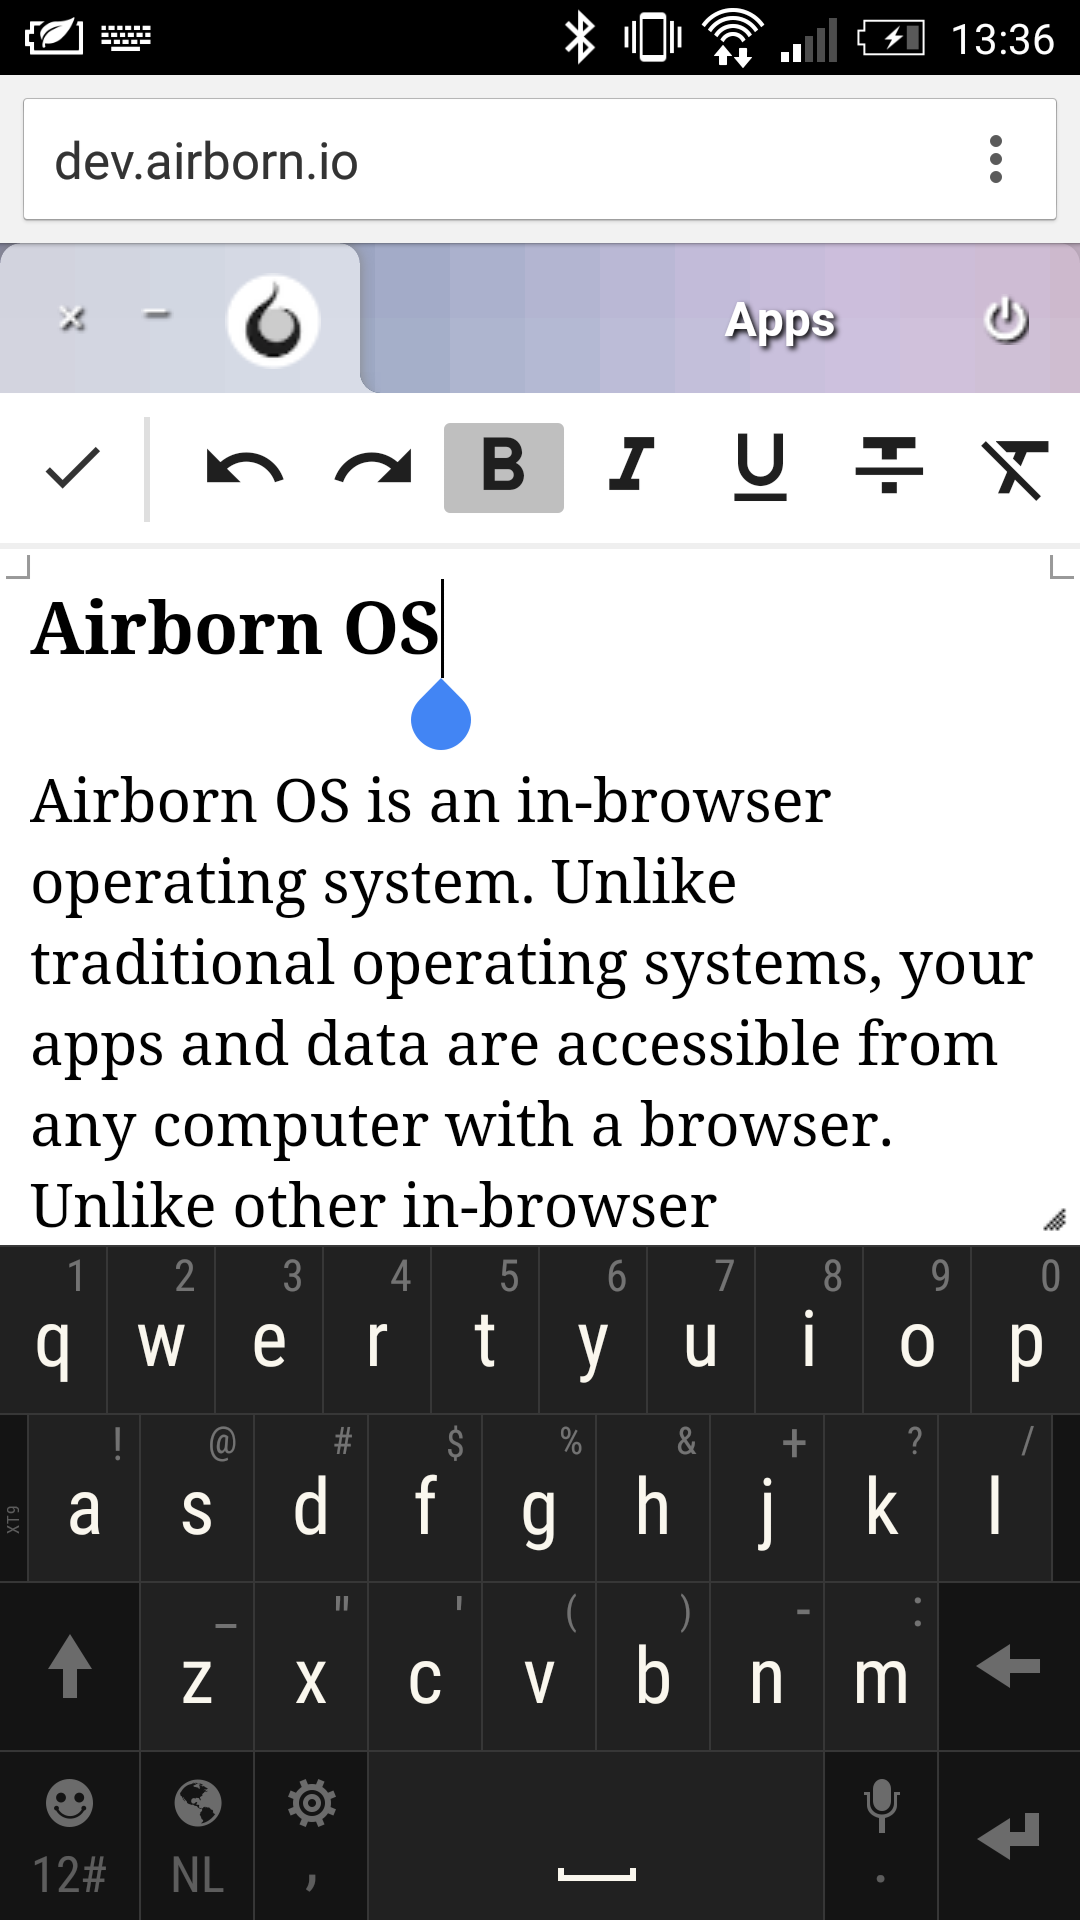 13:36
dev.airborn.io
Apps
B I U T T
Airborn OS
Airborn OS is an in-browser
operating system. Unlike
traditional operating systems, your
apps and data are accessible from
any computer with a browser.
Unlike other in-browser
1 2 3 4 5 6 7 8 9 0
q w e r t y u i o p
! @ # $ % & + ? /
XT9 a s d f g h j k l
_ " ' ( ) - :
z x c v b n m
12# NL , .